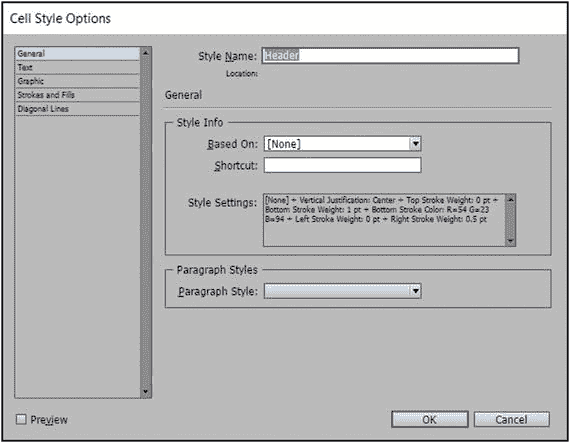 Cell Style Options
General
Text
Graphic
Strokes and Fills
Diagonal Lines
Style Name: Header
Location:
General
Style Info
Based On: [None]
Shortcut:
Style Settings: [None] + Vertical Justification: Center + Top Stroke Weight: 0 pt +
Bottom Stroke Weight: 1 pt + Bottom Stroke Color: R=54 G=23
B=94 + Left Stroke Weight: 0 pt + Right Stroke Weight: 0.5 pt
Paragraph Styles
Paragraph Style:
Preview
OK
Cancel